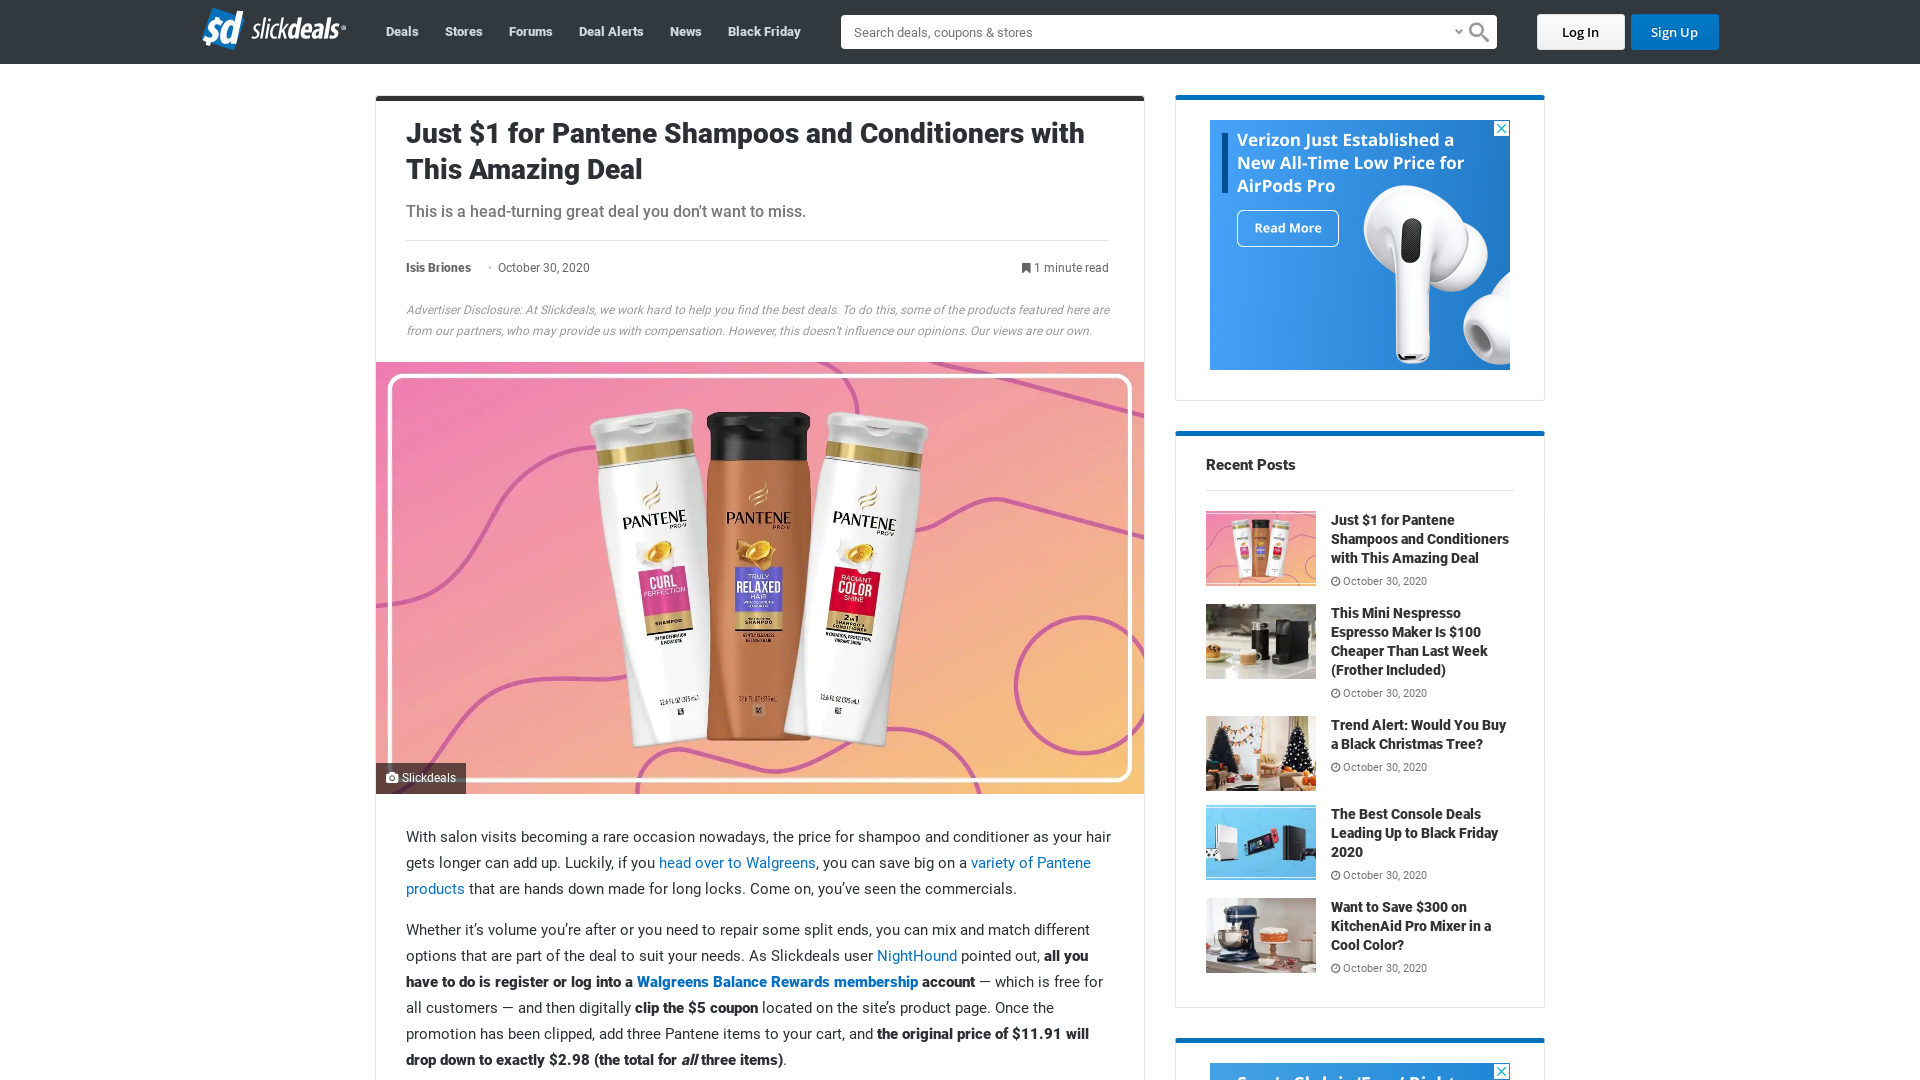 sd slickdeals
Deals
Stores
Forums
Deal Alerts
News
Black Friday
Search deals, coupons & stores
Log In
Sign Up
Just $1 for Pantene Shampoos and Conditioners with
This Amazing Deal
This is a head-turning great deal you don't want to miss.
Isis Briones • October 30, 2020
1 minute read
Advertiser Disclosure: At Slickdeals, we work hard to help you find the best deals. To do this, some of the products featured here are
from our partners, who may provide us with compensation. However, this doesn't influence our opinions. Our views are our own.
PANTENE
PRO-V
CURL
PERFECTION
SHAMPOO
12.6 FL OZ (375 mL)
PANTENE
PRO-V
TRULY
RELAXED
HAIR
SHAMPOO
12.6 FL OZ (375 mL)
PANTENE
PRO-V
RADIANT
COLOR
SHINE
2 in 1
SHAMPOO &
CONDITIONER
12.6 FL OZ (375 mL)
Slickdeals
With salon visits becoming a rare occasion nowadays, the price for shampoo and conditioner as your hair
gets longer can add up. Luckily, if you head over to Walgreens, you can save big on a variety of Pantene
products that are hands down made for long locks. Come on, you’ve seen the commercials.
Whether it’s volume you’re after or you need to repair some split ends, you can mix and match different
options that are part of the deal to suit your needs. As Slickdeals user NightHound pointed out, all you
have to do is register or log into a Walgreens Balance Rewards membership account — which is free for
all customers — and then digitally clip the $5 coupon located on the site’s product page. Once the
promotion has been clipped, add three Pantene items to your cart, and the original price of $11.91 will
drop down to exactly $2.98 (the total for all three items).
Verizon Just Established a
New All-Time Low Price for
AirPods Pro
Read More
Recent Posts
Just $1 for Pantene
Shampoos and Conditioners
with This Amazing Deal
October 30, 2020
This Mini Nespresso
Espresso Maker Is $100
Cheaper Than Last Week
(Frother Included)
October 30, 2020
Trend Alert: Would You Buy
a Black Christmas Tree?
October 30, 2020
The Best Console Deals
Leading Up to Black Friday
2020
October 30, 2020
Want to Save $300 on
KitchenAid Pro Mixer in a
Cool Color?
October 30, 2020